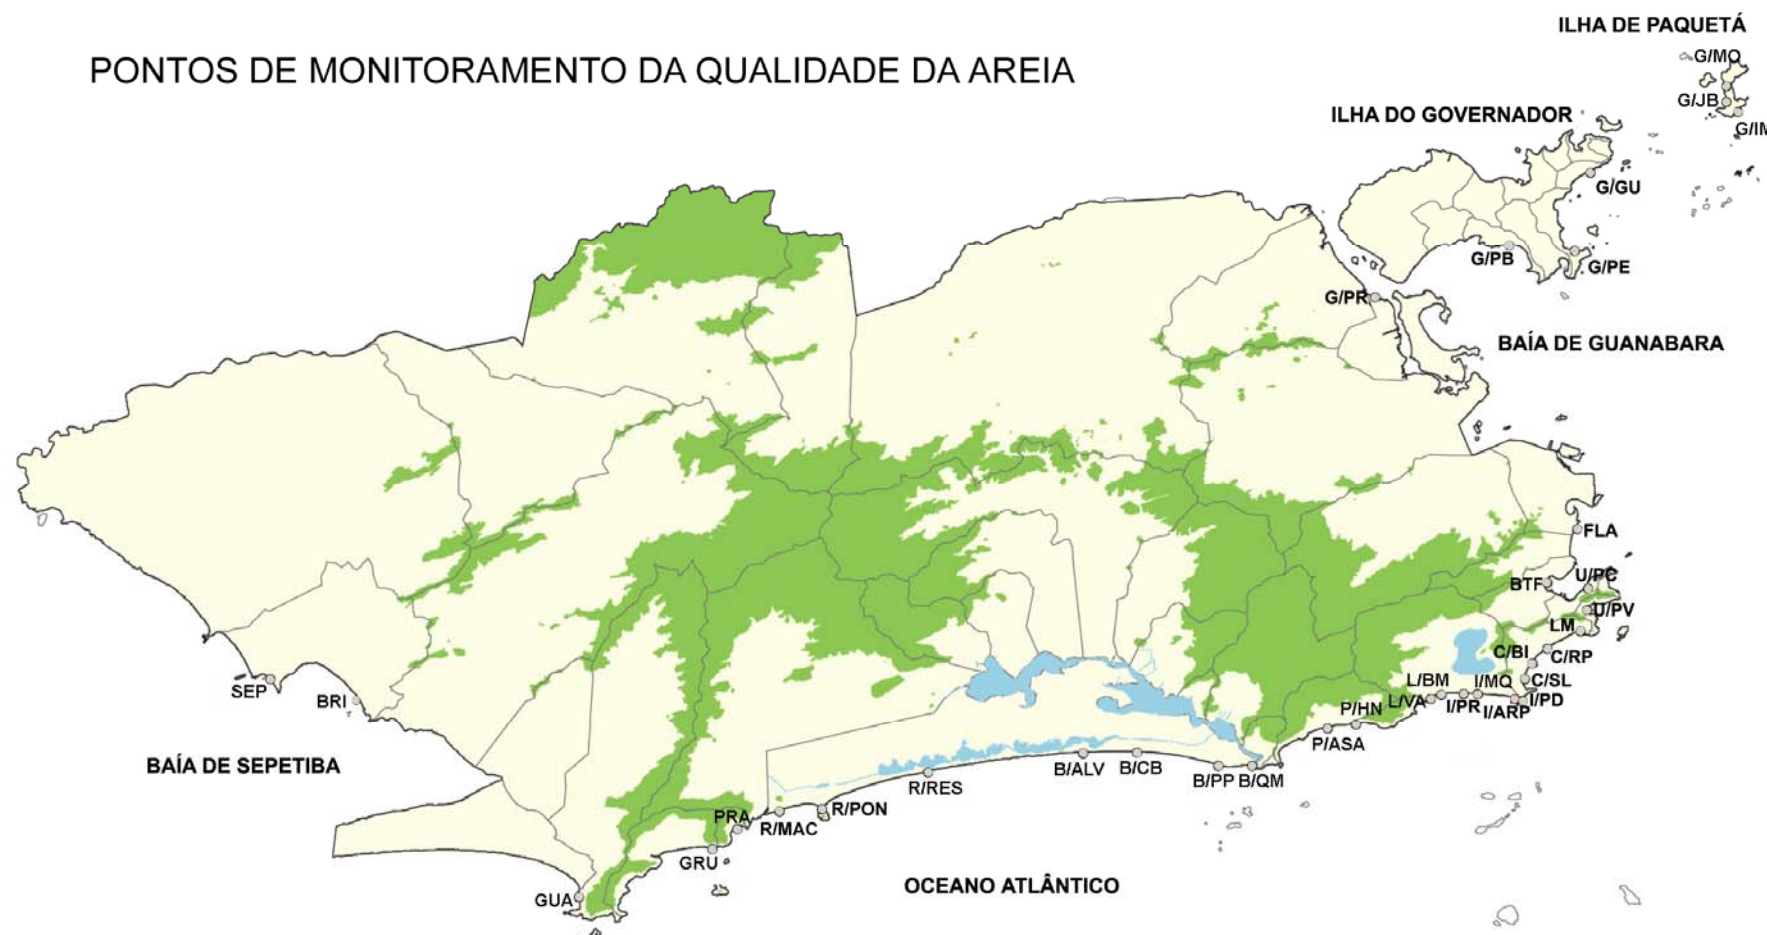 ILHA DE PAQUETÁ
PONTOS DE MONITORAMENTO DA QUALIDADE DA AREIA
G/MO
G/JB
G/IM
ILHA DO GOVERNADOR
G/GU
G/PB
G/PE
G/PR
BAÍA DE GUANABARA
FLA
BTF
U/PC
U/PV
LM
C/BI
C/RP
C/SL
SEP
BRI
L/BM
I/MQ
L/VA
I/PR
I/ARP
I/PD
P/HN
P/ASA
BAÍA DE SEPETIBA
B/ALV
B/CB
B/PP
B/QM
R/RES
R/PON
PRA
R/MAC
GRU
GUA
OCEANO ATLÂNTICO